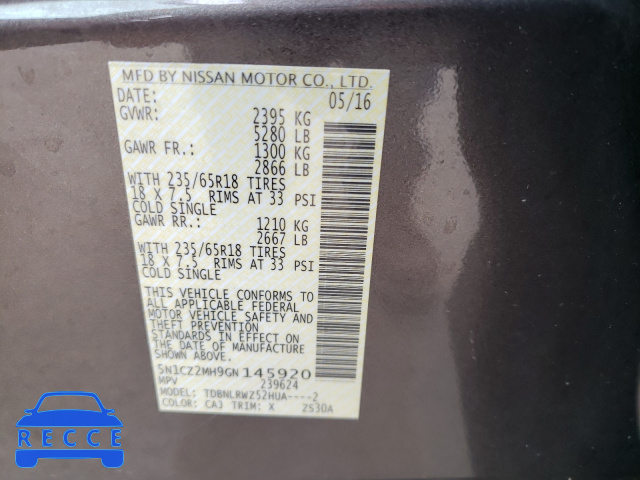 MFD BY NISSAN MOTOR CO., LTD.
DATE: 05/16
GVWR: 2395 KG
5280 LB
GAWR FR.: 1300 KG
2866 LB
WITH 235/65R18 TIRES
18 X 7.5 RIMS AT 33 PSI
COLD SINGLE
GAWR RR.: 1210 KG
2667 LB
WITH 235/65R18 TIRES
18 X 7.5 RIMS AT 33 PSI
COLD SINGLE
THIS VEHICLE CONFORMS TO
ALL APPLICABLE FEDERAL
MOTOR VEHICLE SAFETY AND
THEFT PREVENTION
STANDARDS IN EFFECT ON
THE DATE OF MANUFACTURE
SHOWN ABOVE.
5N1CZ2MH9GN145920
MPV 239624
MODEL: TDBNLRWZ52HUA----2
COLOR: CAJ TRIM: X Z530A
RECCE